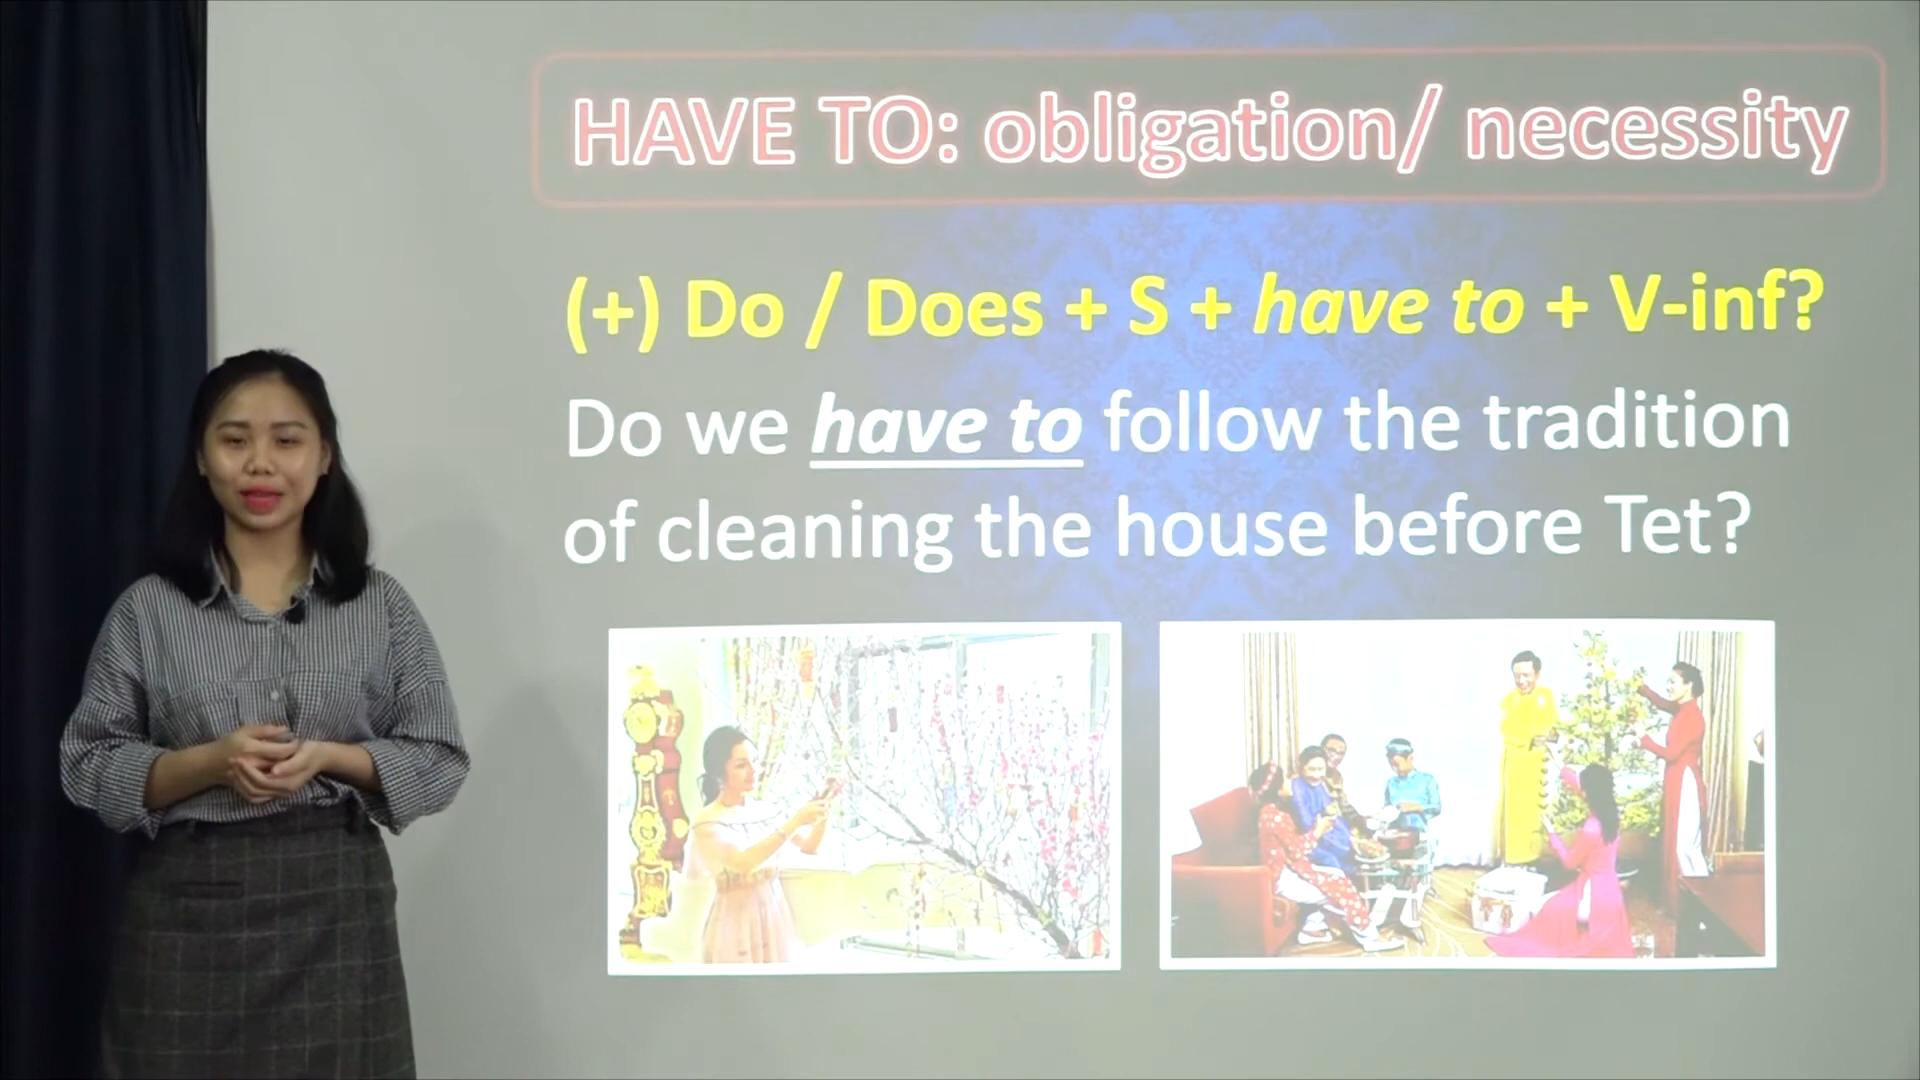 HAVE TO: obligation/ necessity
(+) Do / Does + S + have to + V-inf?
Do we have to follow the tradition
of cleaning the house before Tet?